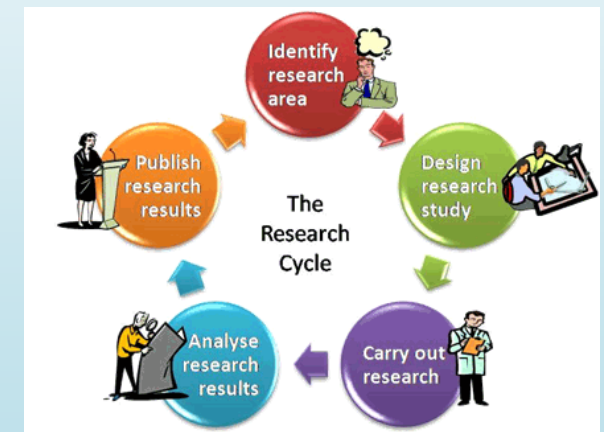 Identify
research
area
Design
research
study
Carry out
research
Analyse
research
results
Publish
research
results
The
Research
Cycle